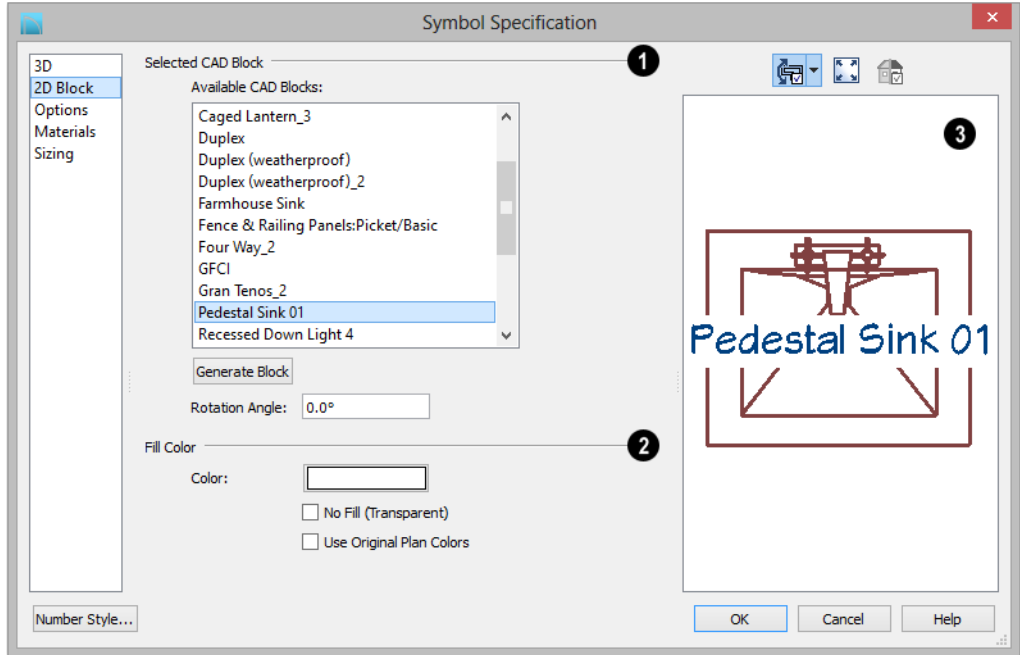 Symbol Specification
3D
2D Block
Options
Materials
Sizing
Number Style...
Selected CAD Block
1
Available CAD Blocks:
Caged Lantern_3
Duplex
Duplex (weatherproof)
Duplex (weatherproof)_2
Farmhouse Sink
Fence & Railing Panels:Picket/Basic
Four Way_2
GFCI
Gran Tenos_2
Pedestal Sink 01
Recessed Down Light 4
Generate Block
Rotation Angle: 0.0°
Fill Color
2
Color:
No Fill (Transparent)
Use Original Plan Colors
3
Pedestal Sink 01
OK
Cancel
Help